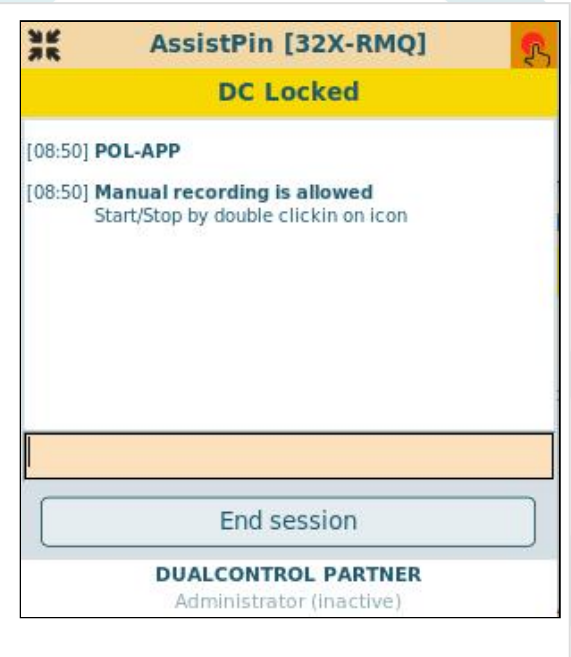 AssistPin [32X-RMQ]
DC Locked
[08:50] POL-APP
[08:50] Manual recording is allowed
Start/Stop by double clickin on icon
End session
DUALCONTROL PARTNER
Administrator (inactive)